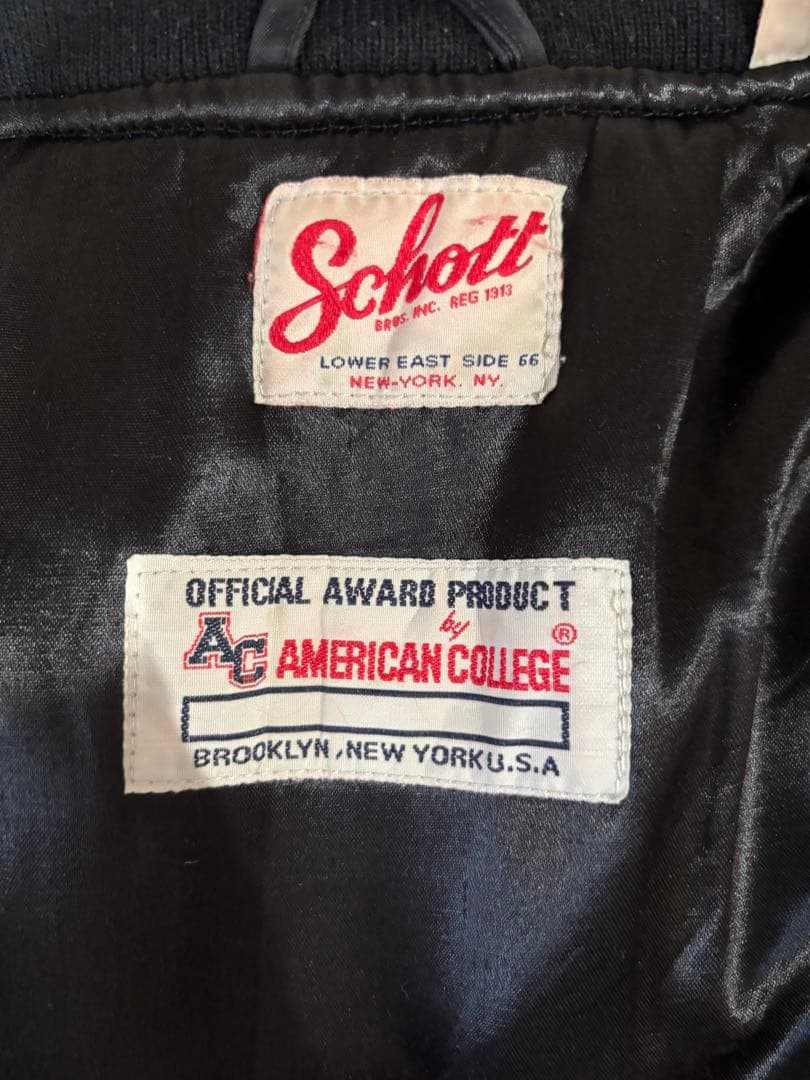 Schott
BROS. INC. REG 1913
LOWER EAST SIDE 66
NEW-YORK. NY.
OFFICIAL AWARD PRODUCT
by
AC AMERICAN COLLEGE ®
BROOKLYN, NEW YORK U.S.A